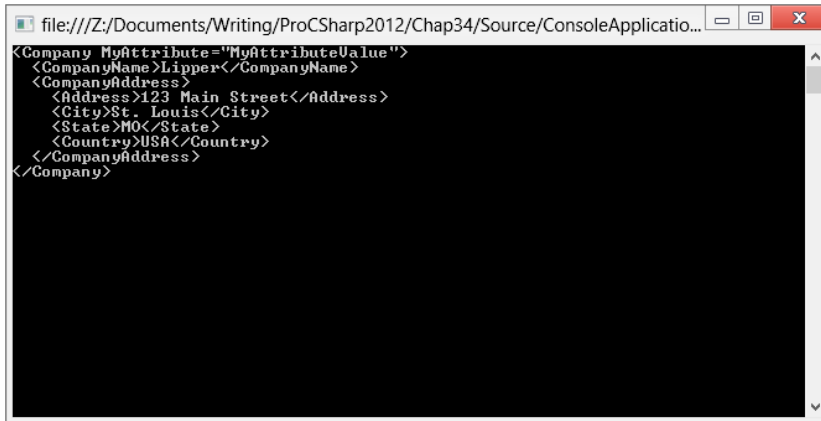 file:///Z:/Documents/Writing/ProCSharp2012/Chap34/Source/ConsoleApplicatio...
<Company MyAttribute="MyAttributeValue">
  <CompanyName>Lipper</CompanyName>
  <CompanyAddress>
    <Address>123 Main Street</Address>
    <City>St. Louis</City>
    <State>MO</State>
    <Country>USA</Country>
  </CompanyAddress>
</Company>